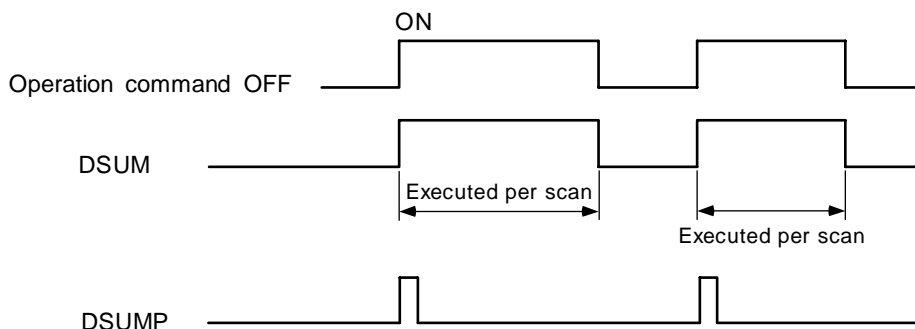 ON
Operation command OFF
DSUM
Executed per scan
Executed per scan
DSUMP